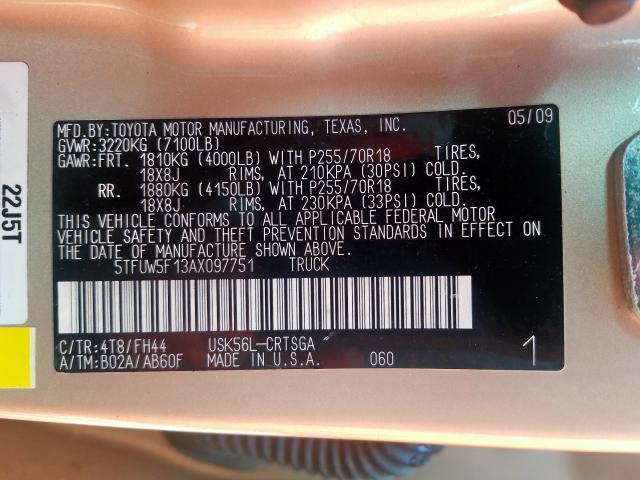 MFD.BY:TOYOTA MOTOR MANUFACTURING, TEXAS, INC. 05/09
GVWR:3220KG (7100LB)
GAWR:FRT. 1810KG (4000LB) WITH P255/70R18 TIRES,
18X8J RIMS, AT 210KPA (30PSI) COLD.
RR. 1880KG (4150LB) WITH P255/70R18 TIRES,
18X8J RIMS, AT 230KPA (33PSI) COLD.
THIS VEHICLE CONFORMS TO ALL APPLICABLE FEDERAL MOTOR
VEHICLE SAFETY AND THEFT PREVENTION STANDARDS IN EFFECT ON
THE DATE OF MANUFACTURE SHOWN ABOVE.
5TFUW5F13AX097751 TRUCK
C/TR:4T8/FH44 USK56L-CRTSGA
A/TM:B02A/AB60F MADE IN U.S.A. 060 1
22J5T